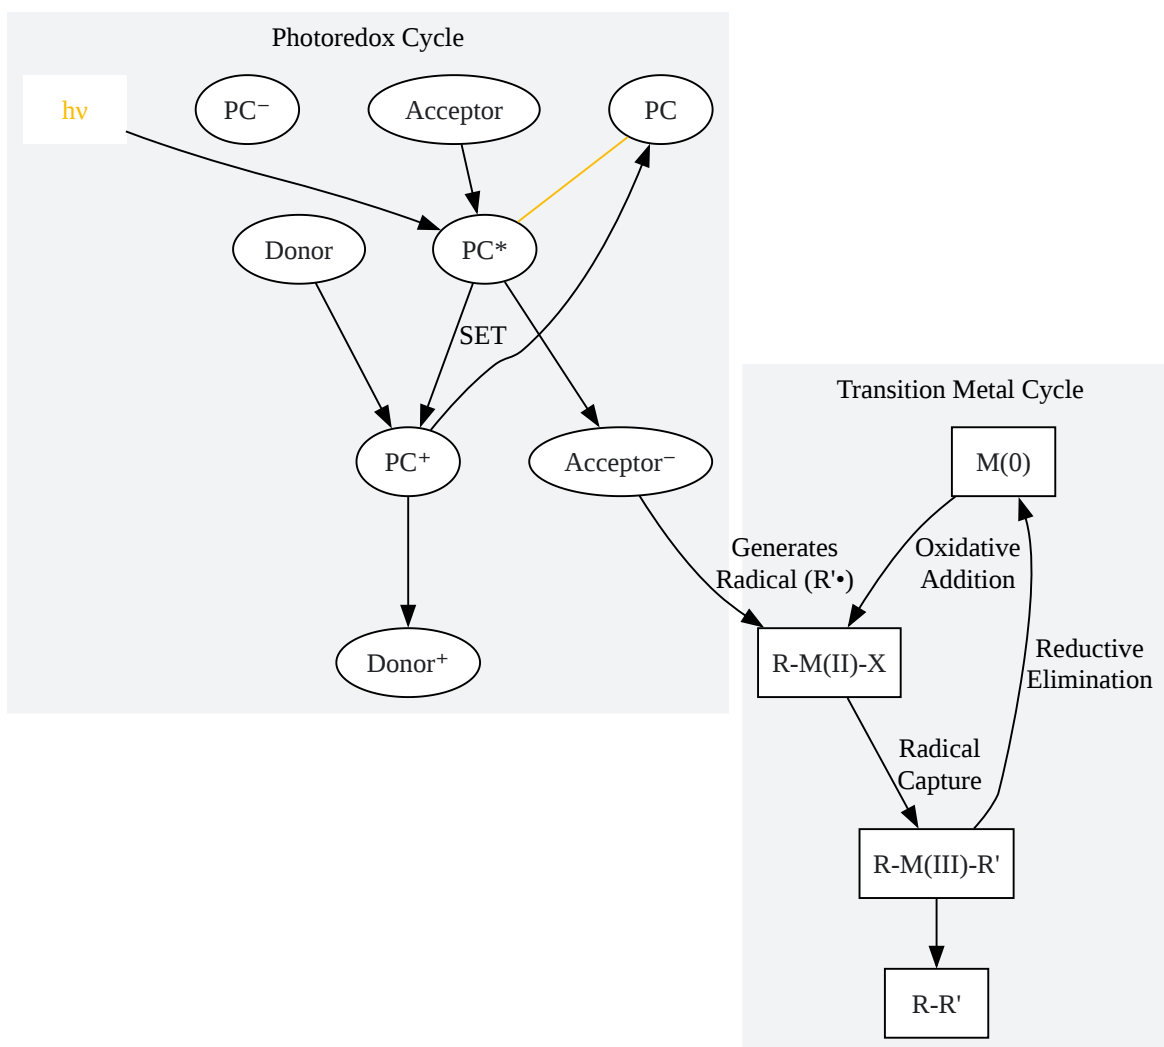 Photoredox Cycle
hν
PC⁻
Acceptor
PC
Donor
PC*
SET
PC⁺
Acceptor⁻
Donor⁺
Transition Metal Cycle
M(0)
Generates
Radical (R'•)
Oxidative
Addition
R-M(II)-X
Reductive
Elimination
Radical
Capture
R-M(III)-R'
R-R'